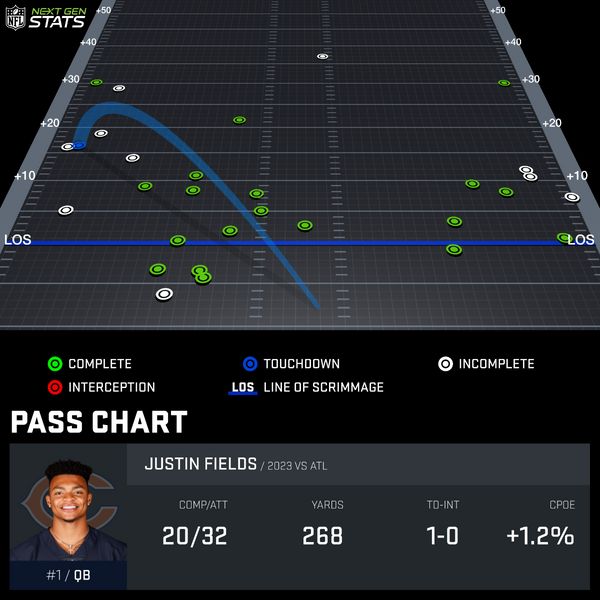 NFL NEXT GEN STATS
+50 +50
+40 +40
+30 +30
+20 +20
+10 +10
LOS LOS
COMPLETE TOUCHDOWN INCOMPLETE
INTERCEPTION LOS LINE OF SCRIMMAGE
PASS CHART
JUSTIN FIELDS / 2023 VS ATL
COMP/ATT YARDS TD-INT CPOE
20/32 268 1-0 +1.2%
#1 / QB